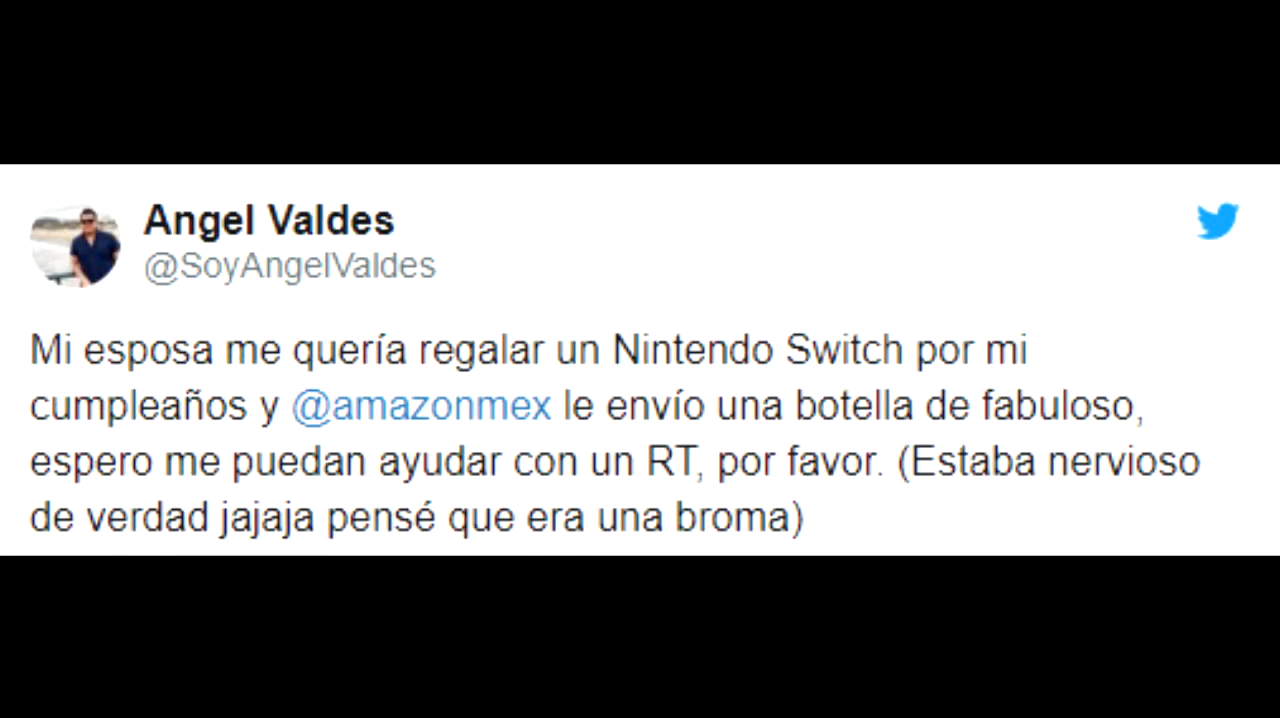 Angel Valdes
@SoyAngelValdes
Mi esposa me quería regalar un Nintendo Switch por mi
cumpleaños y @amazonmex le envío una botella de fabuloso,
espero me puedan ayudar con un RT, por favor. (Estaba nervioso
de verdad jajaja pensé que era una broma)